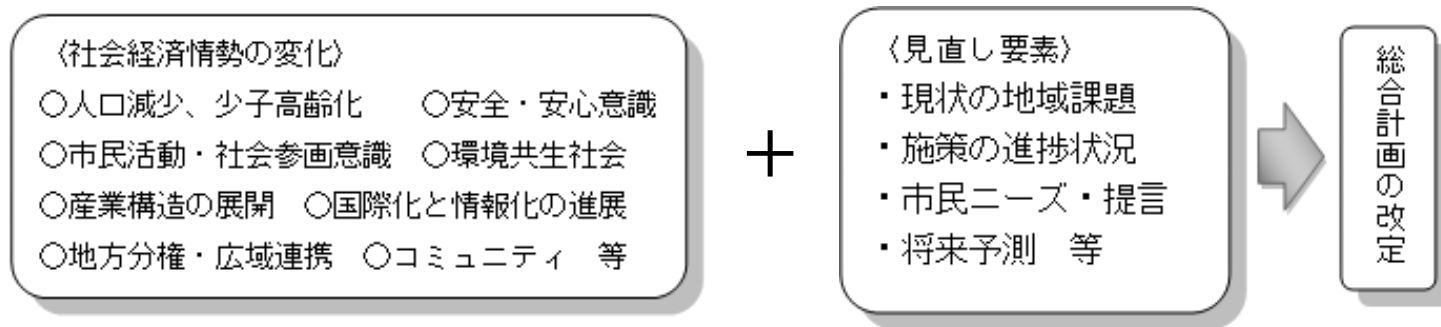 〈社会経済情勢の変化〉
○人口減少、少子高齢化　○安全・安心意識
○市民活動・社会参画意識　○環境共生社会
○産業構造の展開　○国際化と情報化の進展
○地方分権・広域連携　○コミュニティ　等
＋
〈見直し要素〉
・現状の地域課題
・施策の進捗状況
・市民ニーズ・提言
・将来予測　等
総合計画の改定